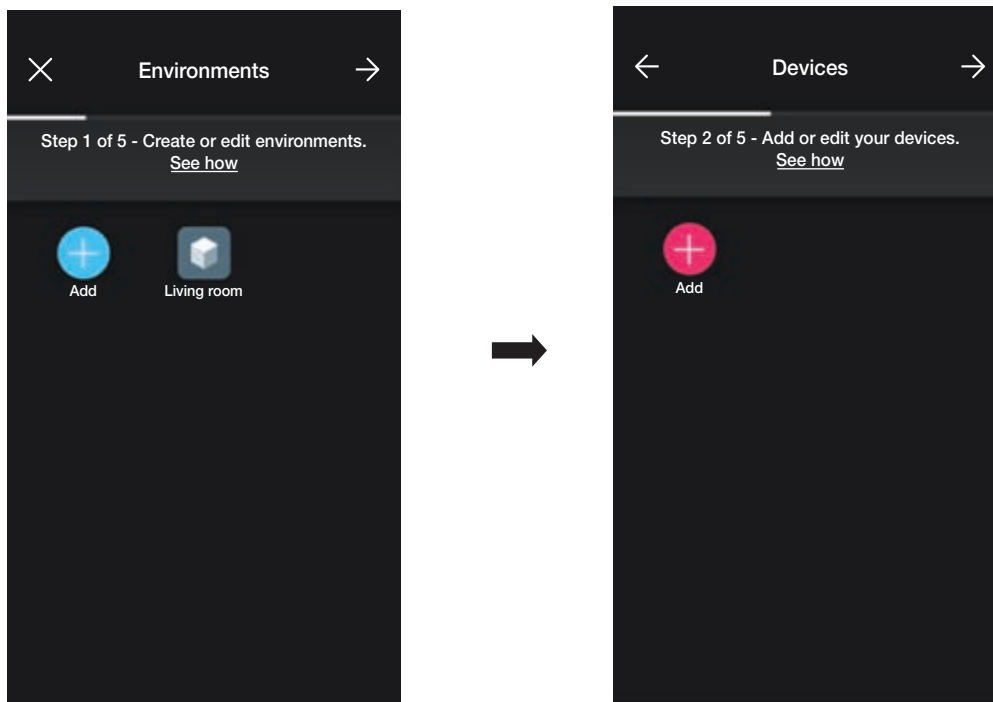 Environments
Step 1 of 5 - Create or edit environments.
See how
Add
Living room
Devices
Step 2 of 5 - Add or edit your devices.
See how
Add